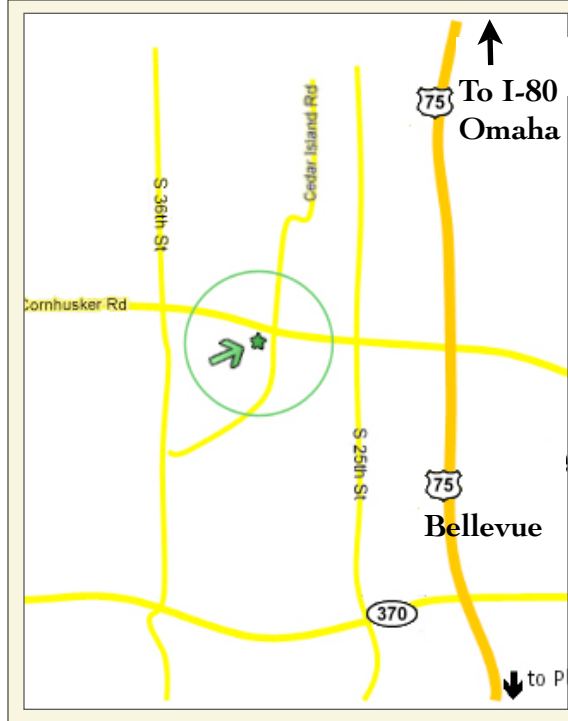 75
To I-80
Omaha
Cedar Island Rd
S 36th St
Cornhusker Rd
S 25th St
75
Bellevue
370
to